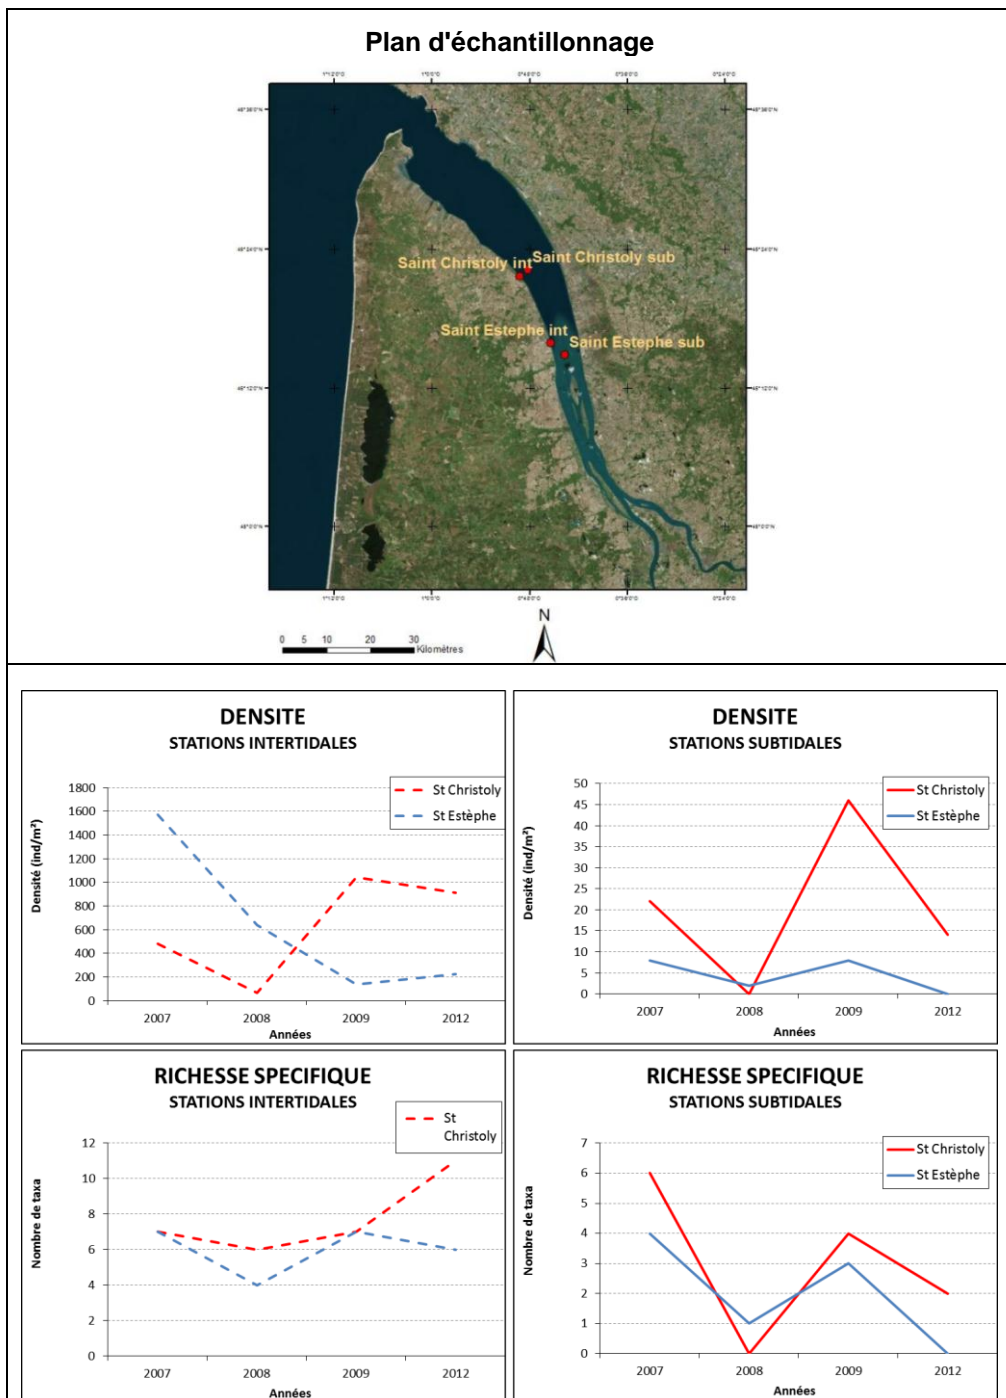 Plan d'échantillonnage
Saint Christoly int
Saint Christoly sub
Saint Estephe int
Saint Estephe sub
N
0 5 10 20 30
Kilomètres
DENSITE
STATIONS INTERTIDALES
St Christoly
St Estèphe
Densité (ind/m²)
1800
1600
1400
1200
1000
800
600
400
200
0
2007 2008 2009 2012
Années
DENSITE
STATIONS SUBTIDALES
St Christoly
St Estèphe
Densité (ind/m²)
50
45
40
35
30
25
20
15
10
5
0
2007 2008 2009 2012
Années
RICHESSE SPECIFIQUE
STATIONS INTERTIDALES
St
Christoly
Nombre de taxa
12
10
8
6
4
2
0
2007 2008 2009 2012
Années
RICHESSE SPECIFIQUE
STATIONS SUBTIDALES
St Christoly
St Estèphe
Nombre de taxa
7
6
5
4
3
2
1
0
2007 2008 2009 2012
Années